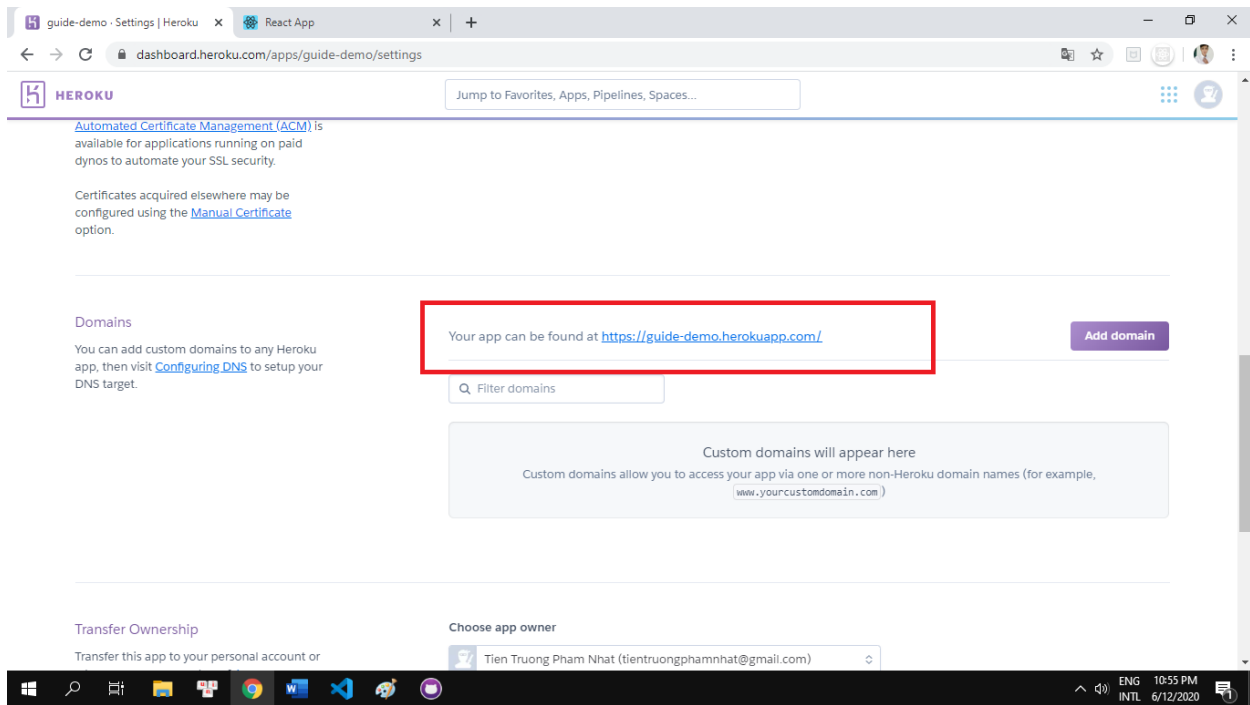 guide-demo · Settings | Heroku
React App
dashboard.heroku.com/apps/guide-demo/settings
HEROKU
Jump to Favorites, Apps, Pipelines, Spaces...
Automated Certificate Management (ACM) is
available for applications running on paid
dynos to automate your SSL security.
Certificates acquired elsewhere may be
configured using the Manual Certificate
option.
Domains
You can add custom domains to any Heroku
app, then visit Configuring DNS to setup your
DNS target.
Your app can be found at https://guide-demo.herokuapp.com/
Add domain
Filter domains
Custom domains will appear here
Custom domains allow you to access your app via one or more non-Heroku domain names (for example,
www.yourcustomdomain.com )
Transfer Ownership
Transfer this app to your personal account or
Choose app owner
Tien Truong Pham Nhat (tientruongphamnhat@gmail.com)
ENG
INTL
10:55 PM
6/12/2020
1